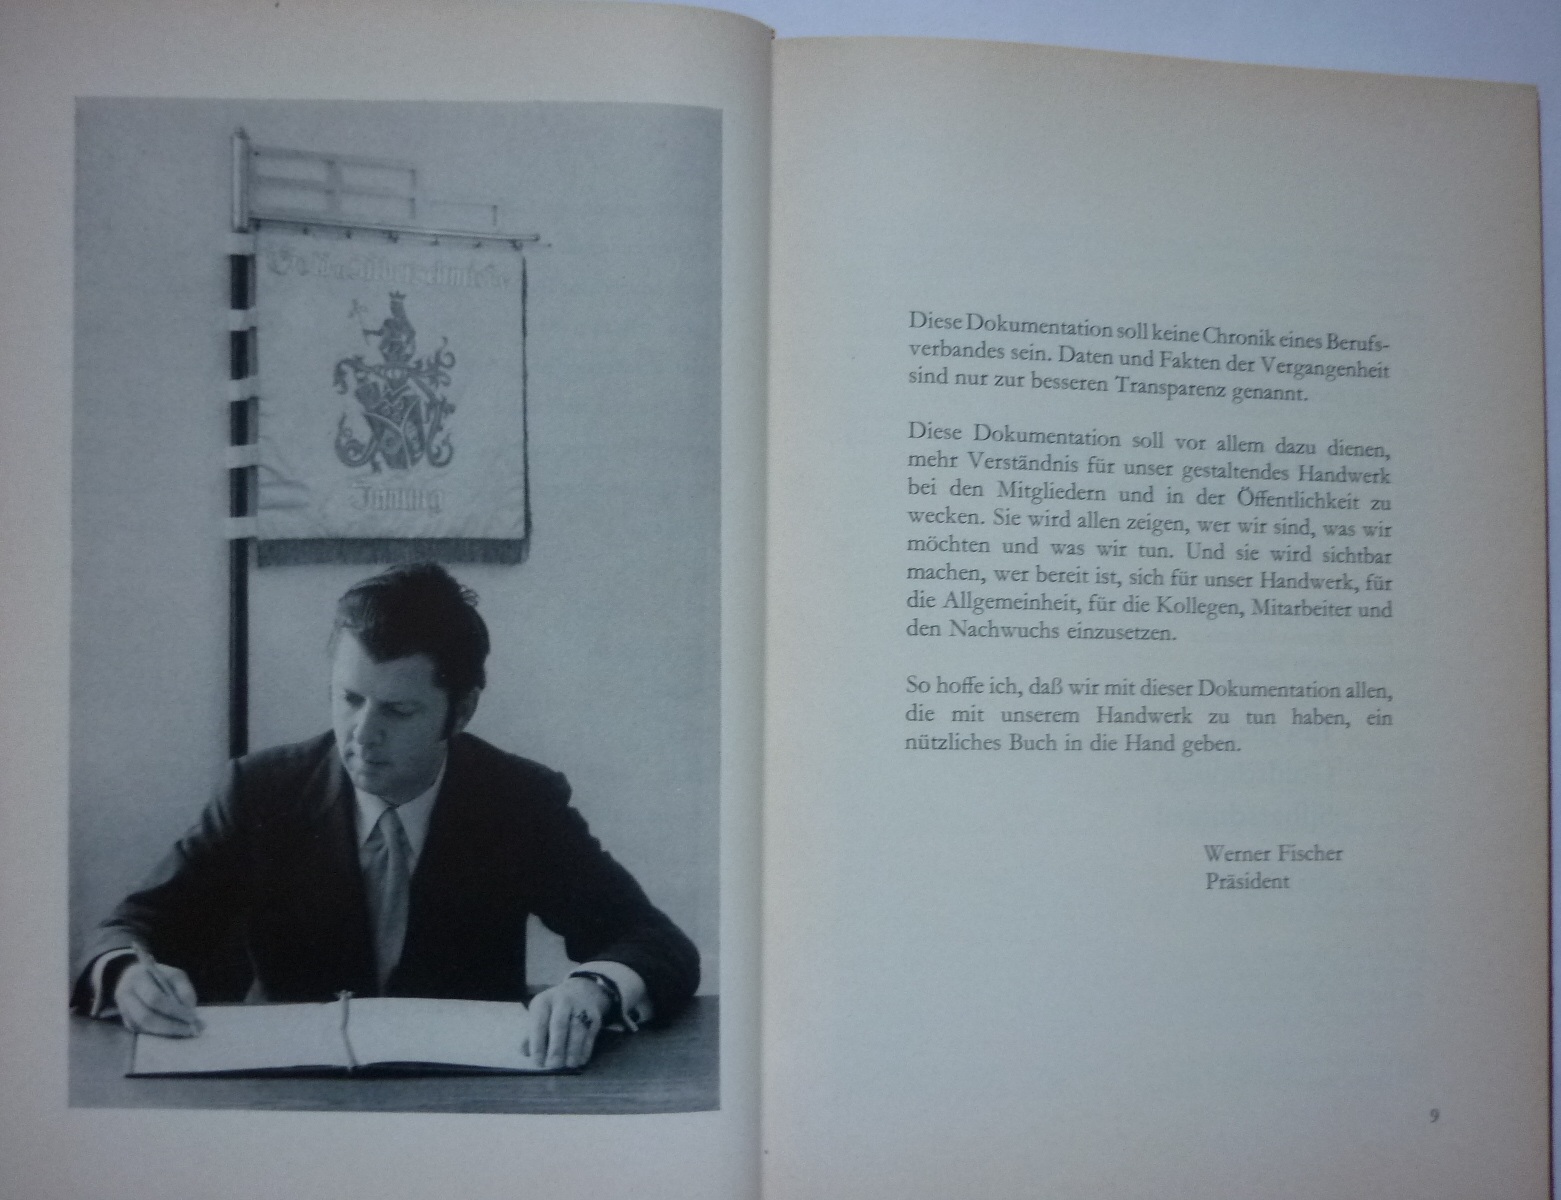 Innung
Diese Dokumentation soll keine Chronik eines Berufs-
verbandes sein. Daten und Fakten der Vergangenheit
sind nur zur besseren Transparenz genannt.
Diese Dokumentation soll vor allem dazu dienen,
mehr Verständnis für unser gestaltendes Handwerk
bei den Mitgliedern und in der Öffentlichkeit zu
wecken. Sie wird allen zeigen, wer wir sind, was wir
möchten und was wir tun. Und sie wird sichtbar
machen, wer bereit ist, sich für unser Handwerk, für
die Allgemeinheit, für die Kollegen, Mitarbeiter und
den Nachwuchs einzusetzen.
So hoffe ich, daß wir mit dieser Dokumentation allen,
die mit unserem Handwerk zu tun haben, ein
nützliches Buch in die Hand geben.
Werner Fischer
Präsident
9